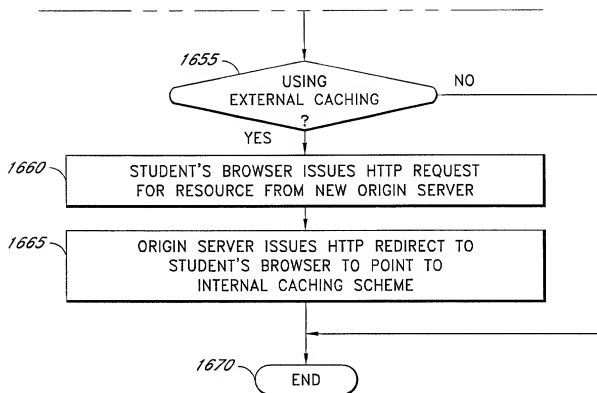 1655
USING
EXTERNAL CACHING
?
NO
YES
1660
STUDENT'S BROWSER ISSUES HTTP REQUEST
FOR RESOURCE FROM NEW ORIGIN SERVER
1665
ORIGIN SERVER ISSUES HTTP REDIRECT TO
STUDENT'S BROWSER TO POINT TO
INTERNAL CACHING SCHEME
1670
END